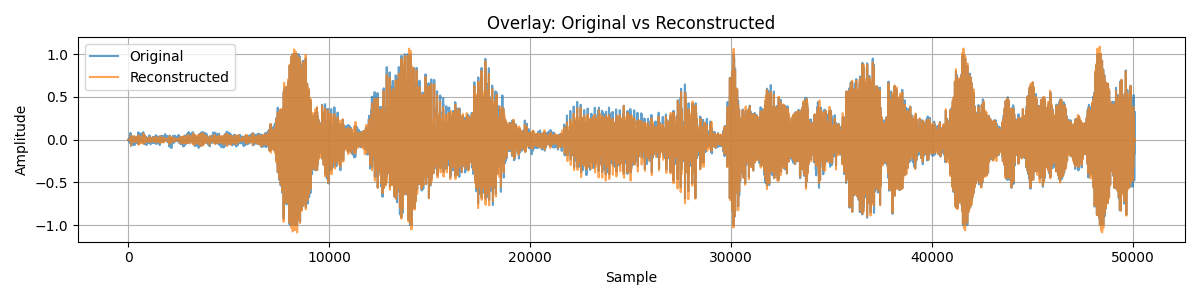 Overlay: Original vs Reconstructed
Original
Reconstructed
Amplitude
1.0
0.5
0.0
−0.5
−1.0
0 10000 20000 30000 40000 50000
Sample